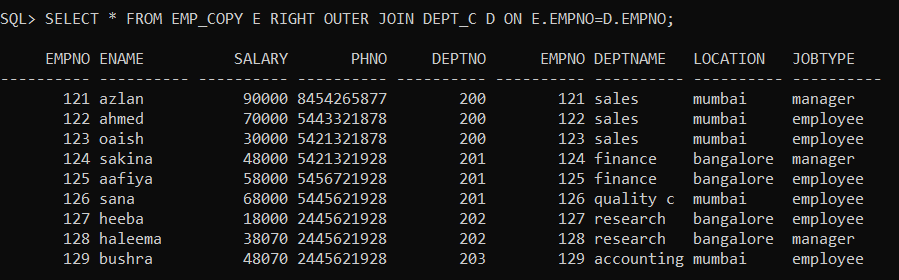 SQL> SELECT * FROM EMP_COPY E RIGHT OUTER JOIN DEPT_C D ON E.EMPNO=D.EMPNO;
EMPNO ENAME SALARY PHNO DEPTNO EMPNO DEPTNAME LOCATION JOBTYPE
---------- ---------- ---------- ---------- ---------- ---------- ---------- ---------- ----------
121 azlan 90000 8454265877 200 121 sales mumbai manager
122 ahmed 70000 5443321878 200 122 sales mumbai employee
123 oaish 30000 5421321878 200 123 sales mumbai employee
124 sakina 48000 5421321928 201 124 finance bangalore manager
125 aafiya 58000 5456721928 201 125 finance bangalore employee
126 sana 68000 5445621928 201 126 quality c mumbai employee
127 heeba 18000 2445621928 202 127 research bangalore employee
128 haleema 38070 2445621928 202 128 research bangalore manager
129 bushra 48070 2445621928 203 129 accounting mumbai employee